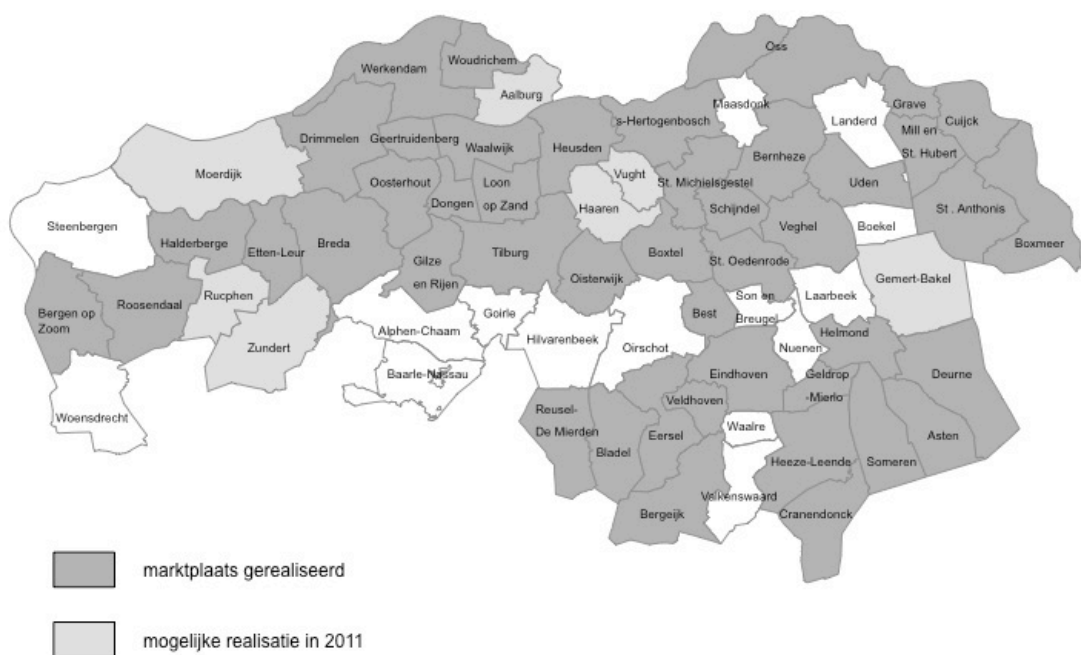 Oss
Woudrichem
Werkendam
Aalburg
Maasdonk
Grave
Landerd
Cuijck
s-Hertogenbosch
Drimmelen
Geertruidenberg
Waalwijk
Heusden
Mill en
St. Hubert
Bernheze
Moerdijk
Oosterhout
Loon
op Zand
Vught
St. Michielsgestel
Uden
Dongen
Haaren
Schijndel
St. Anthonis
Steenbergen
Halderberge
Etten-Leur
Breda
Tilburg
Boxtel
Veghel
Boekel
Boxmeer
Gilze
en Rijen
St. Oedenrode
Oisterwijk
Gemert-Bakel
Rucphen
Roosendaal
Bergen op
Zoom
Son en
Breugel
Laarbeek
Goirle
Alphen-Chaam
Best
Hilvarenbeek
Oirschot
Helmond
Zundert
Nuenen
Baarle-Nassau
Eindhoven
Geldrop
-Mierlo
Deurne
Woensdrecht
Veldhoven
Reusel-
De Mierden
Waalre
Eersel
Asten
Bladel
Heeze-Leende
Someren
Valkenswaard
Bergeijk
Cranendonck
marktplaats gerealiseerd
mogelijke realisatie in 2011